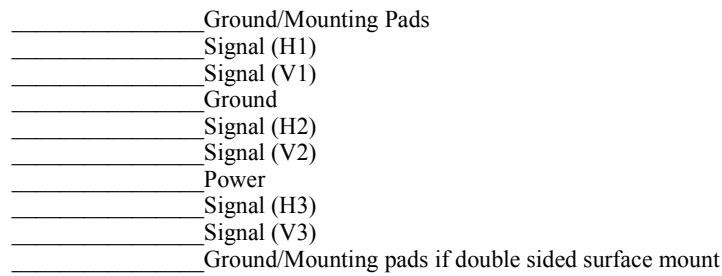 ________________Ground/Mounting Pads
________________Signal (H1)
________________Signal (V1)
________________Ground
________________Signal (H2)
________________Signal (V2)
________________Power
________________Signal (H3)
________________Signal (V3)
________________Ground/Mounting pads if double sided surface mount